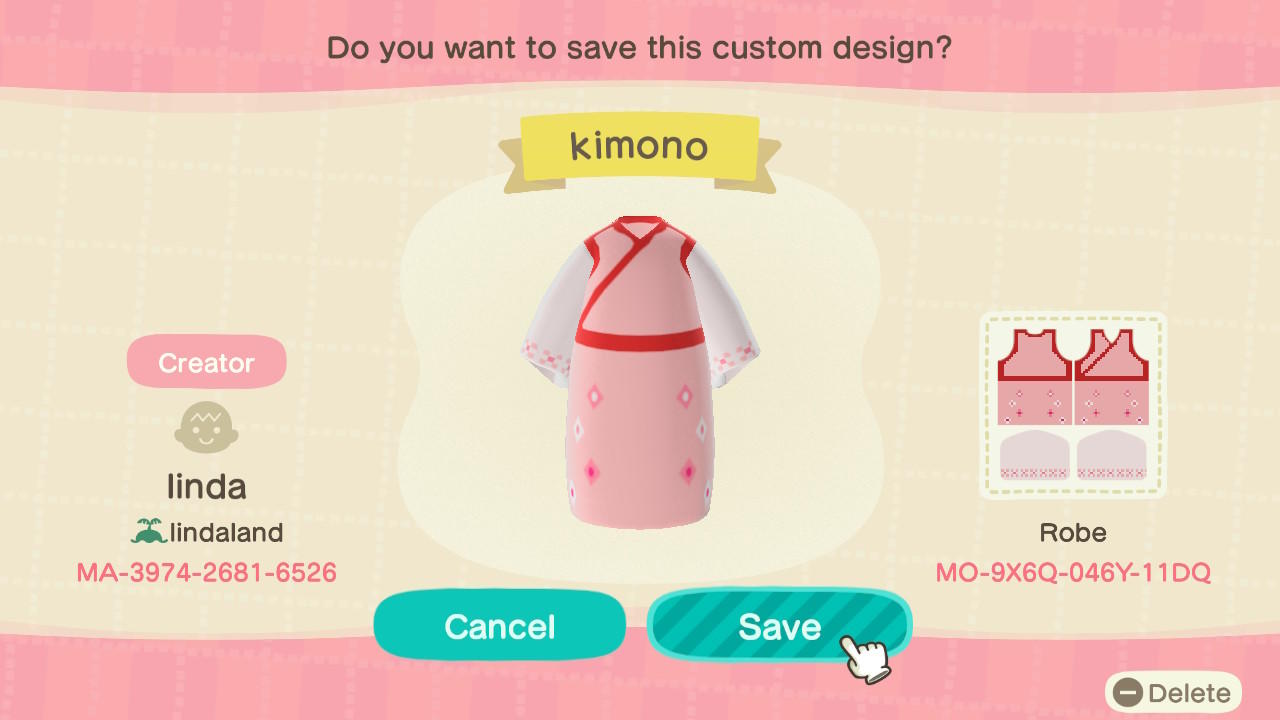 Do you want to save this custom design?
kimono
Creator
linda
lindaland
MA-3974-2681-6526
Robe
MO-9X6Q-046Y-11DQ
Cancel
Save
Delete